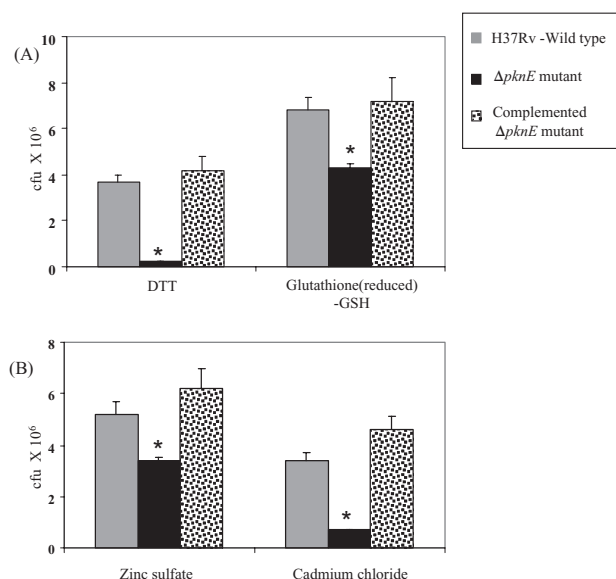 H37Rv -Wild type
ΔpknE mutant
Complemented
ΔpknE mutant
(A)
cfu X 10⁶
10
8
6
4
2
0
*
*
DTT
Glutathione(reduced)
-GSH
(B)
cfu X 10⁶
8
6
4
2
0
*
*
Zinc sulfate
Cadmium chloride